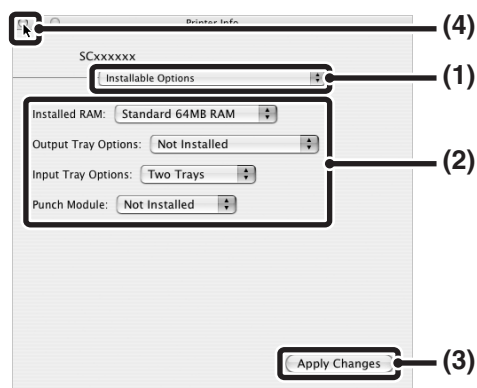 Printer Info
(4)
SCxxxxxx
Installable Options
(1)
Installed RAM: Standard 64MB RAM
Output Tray Options: Not Installed
(2)
Input Tray Options: Two Trays
Punch Module: Not Installed
Apply Changes
(3)